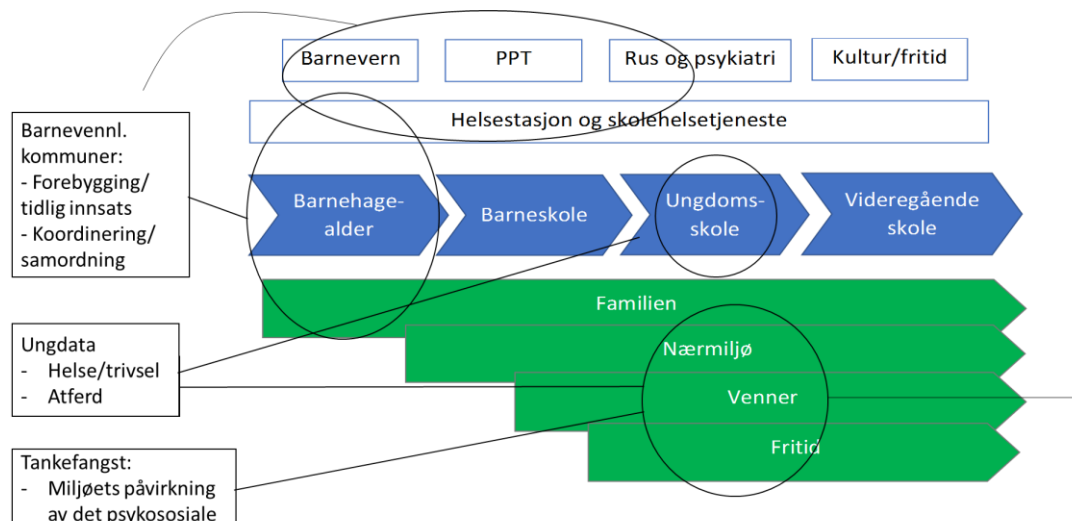 Barnevern
PPT
Rus og psykiatri
Kultur/fritid
Helsestasjon og skolehelsetjeneste
Barnevennl.
kommuner:
- Forebygging/
tidlig innsats
- Koordinering/
samordning
Barnehage-
alder
Barneskole
Ungdoms-
skole
Videregående
skole
Familien
Nærmiljø
Venner
Fritid
Ungdata
- Helse/trivsel
- Atferd
Tankefangst:
- Miljøets påvirkning
av det psykososiale